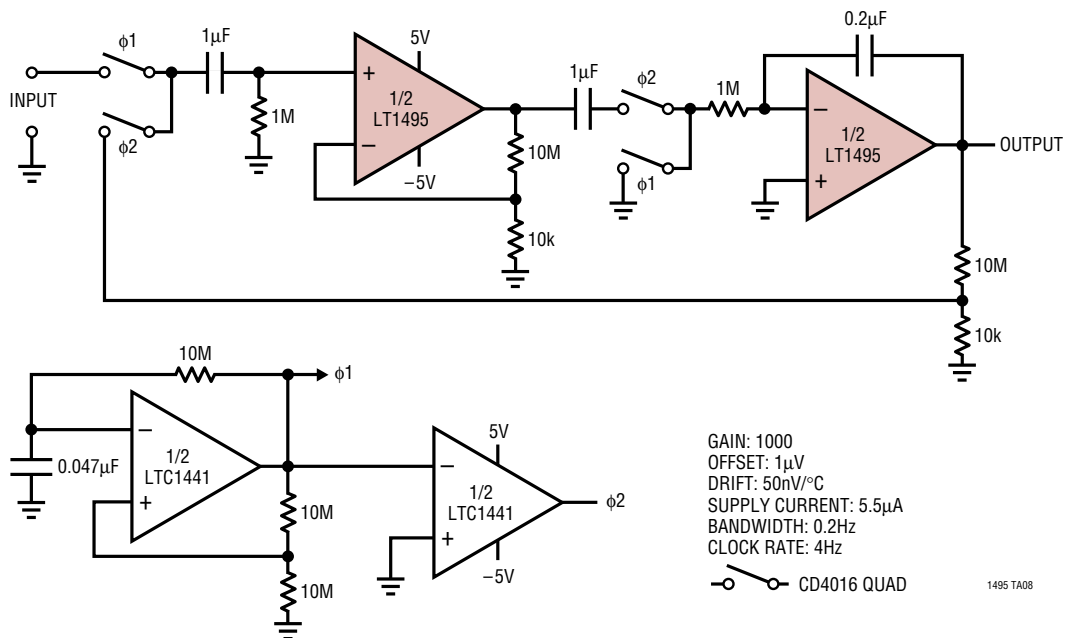 INPUT
ϕ1
ϕ2
1µF
1M
+
−
5V
1/2
LT1495
−5V
10M
10k
1µF
ϕ2
ϕ1
1M
0.2µF
−
+
1/2
LT1495
OUTPUT
10M
10k
10M
ϕ1
0.047µF
−
+
1/2
LTC1441
10M
10M
5V
−
+
1/2
LTC1441
−5V
ϕ2
GAIN: 1000
OFFSET: 1µV
DRIFT: 50nV/°C
SUPPLY CURRENT: 5.5µA
BANDWIDTH: 0.2Hz
CLOCK RATE: 4Hz
CD4016 QUAD
1495 TA08